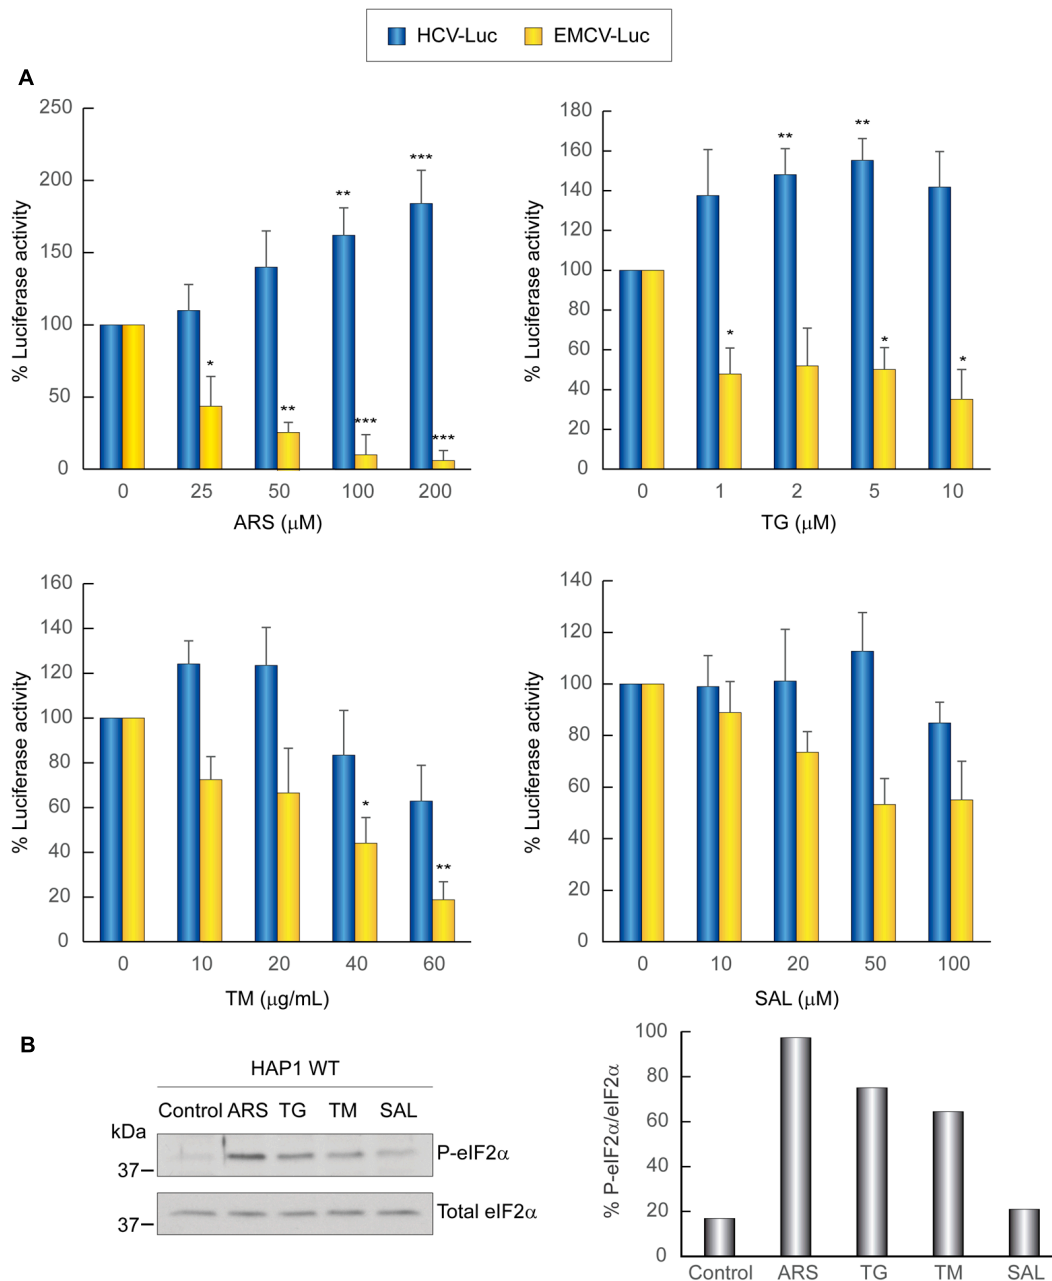 HCV-Luc EMCV-Luc
A
250
200
150
100
50
0
% Luciferase activity
* ** ** *** *** ***
0 25 50 100 200
ARS (μM)
180
160
140
120
100
80
60
40
20
0
% Luciferase activity
* ** ** * *
0 1 2 5 10
TG (μM)
160
140
120
100
80
60
40
20
0
% Luciferase activity
* **
0 10 20 40 60
TM (μg/mL)
140
120
100
80
60
40
20
0
% Luciferase activity
0 10 20 50 100
SAL (μM)
B
HAP1 WT
Control ARS TG TM SAL
kDa
37
P-eIF2α
37
Total eIF2α
100
80
60
40
20
0
% P-eIF2α/eIF2α
Control ARS TG TM SAL